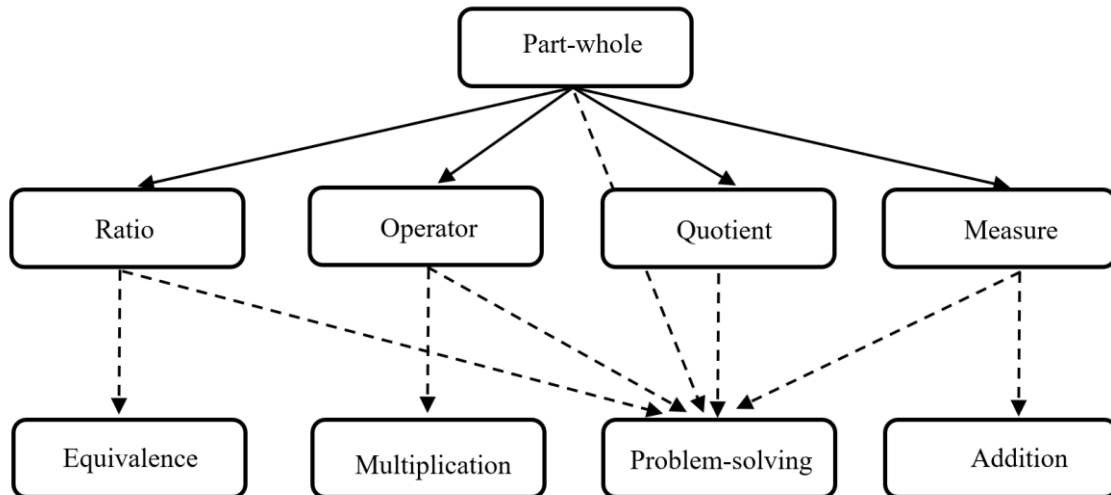 Part-whole
Ratio
Operator
Quotient
Measure
Equivalence
Multiplication
Problem-solving
Addition